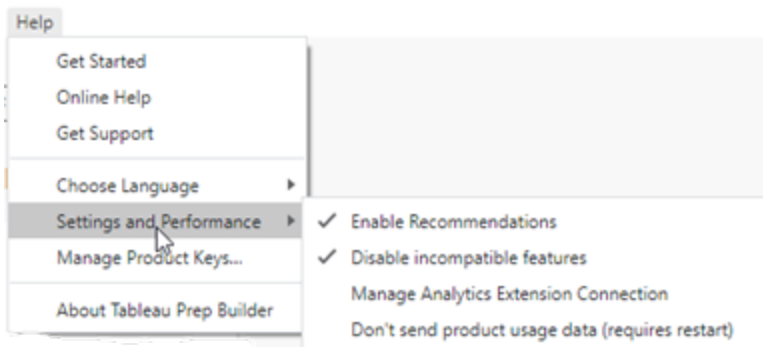 Help
Get Started
Online Help
Get Support
Choose Language
Settings and Performance
Enable Recommendations
Manage Product Keys...
Disable incompatible features
Manage Analytics Extension Connection
About Tableau Prep Builder
Don't send product usage data (requires restart)